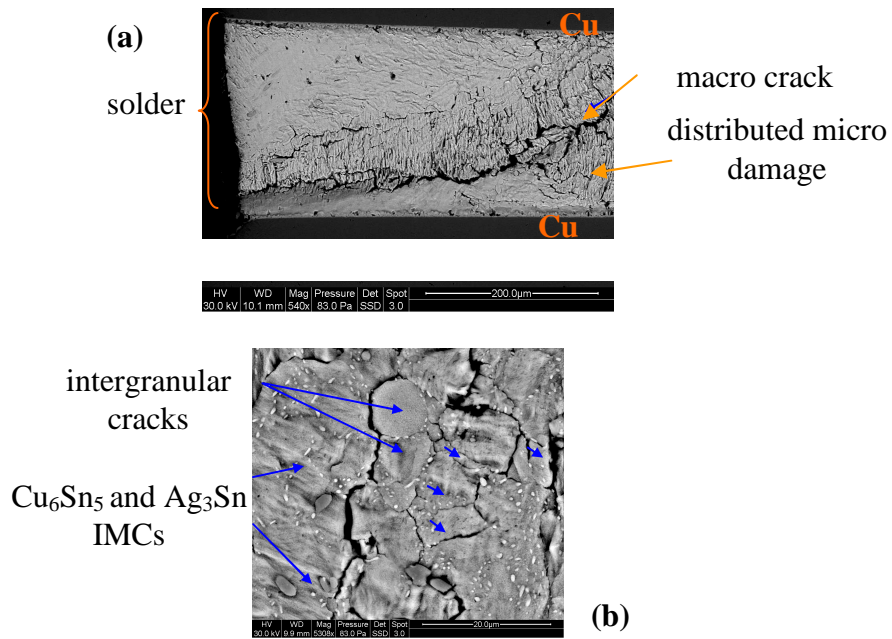 (a)
Cu
solder
macro crack
distributed micro
damage
Cu
HV WD Mag Pressure Det Spot 200.0µm
30.0 kV 10.1 mm 540x 83.0 Pa SSD 3.0
intergranular
cracks
Cu₆Sn₅ and Ag₃Sn
IMCs
(b)
HV WD Mag Pressure Det Spot 20.0µm
30.0 kV 9.9 mm 5308x 83.0 Pa SSD 3.0